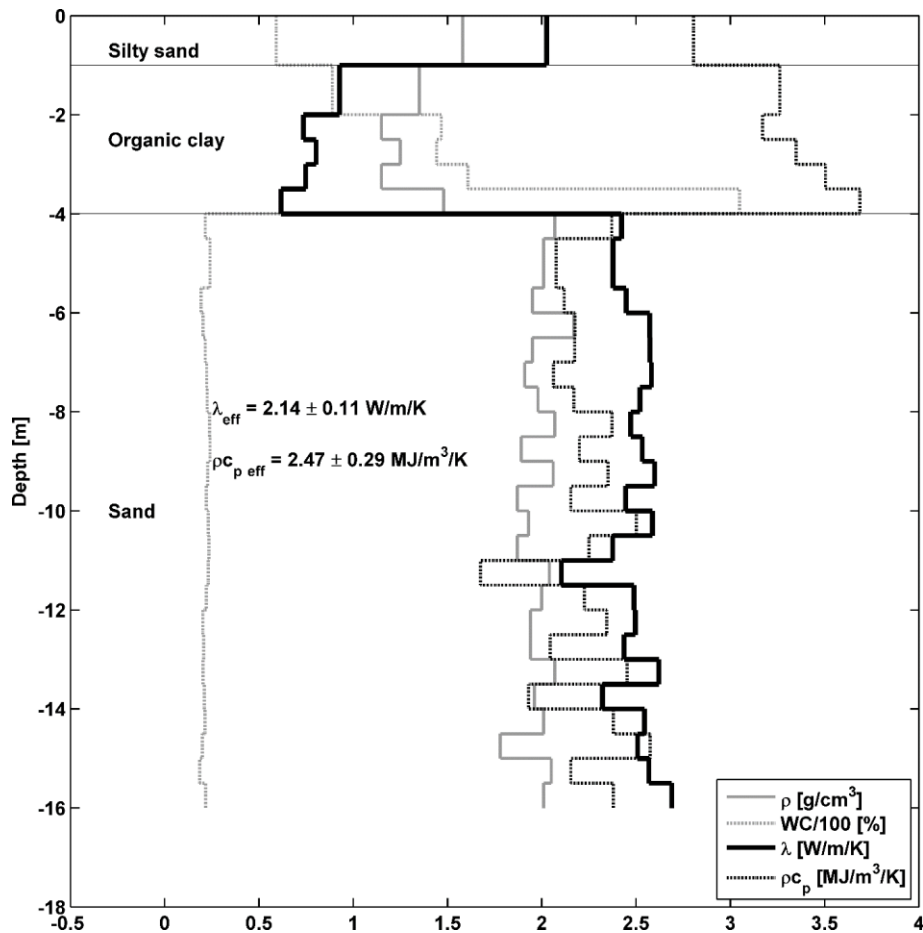 0
Silty sand
-2
Organic clay
-4
-6
λeff = 2.14 ± 0.11 W/m/K
-8
ρcp eff = 2.47 ± 0.29 MJ/m³/K
Depth [m]
-10
Sand
-12
-14
-16
ρ [g/cm³]
WC/100 [%]
λ [W/m/K]
ρcp [MJ/m³/K]
-18
-0.5 0 0.5 1 1.5 2 2.5 3 3.5 4